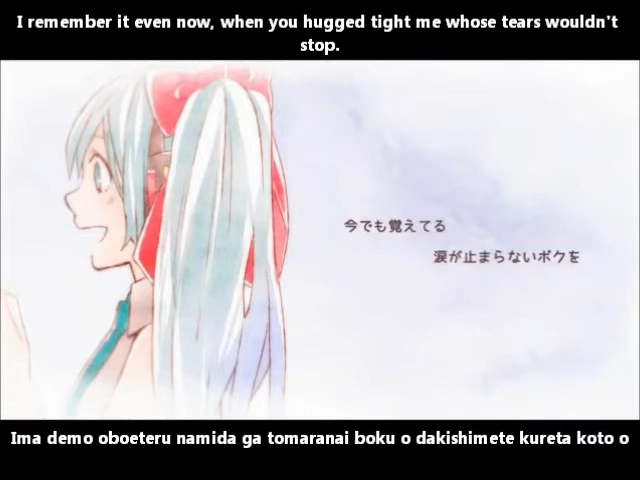 I remember it even now, when you hugged tight me whose tears wouldn't
stop.
今でも覚えてる
涙が止まらないボクを
Ima demo oboeteru namida ga tomaranai boku o dakishimete kureta koto o